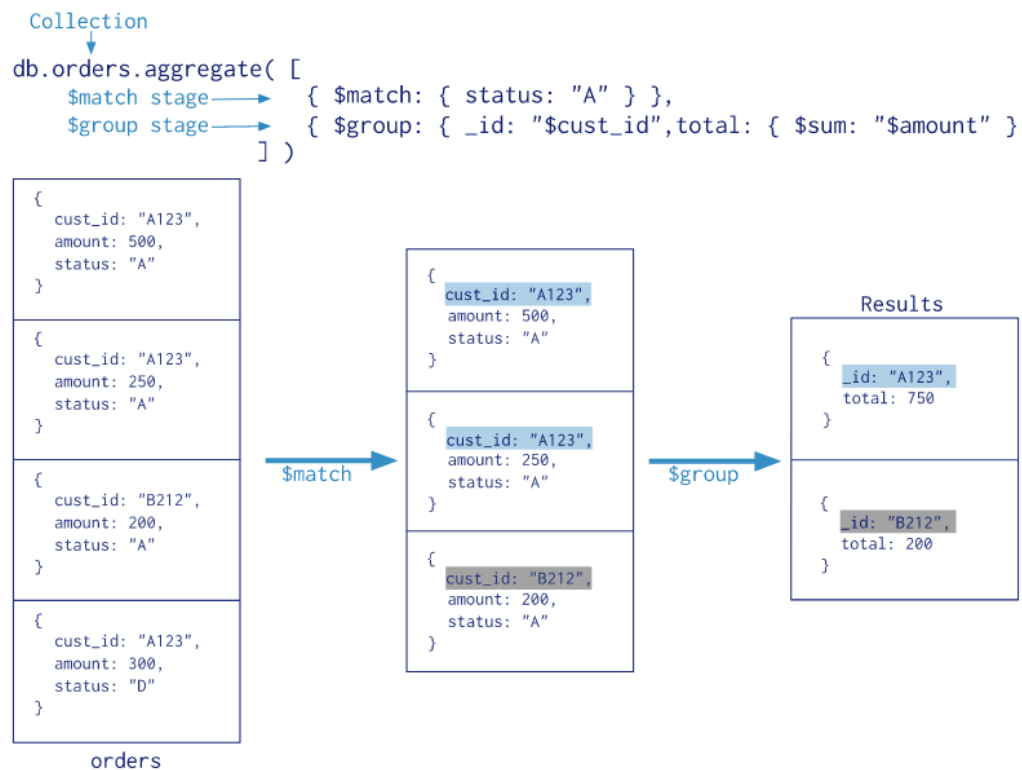 Collection
db.orders.aggregate( [
$match stage
{ $match: { status: "A" } },
$group stage
{ $group: { _id: "$cust_id",total: { $sum: "$amount" }
] )
{
cust_id: "A123",
amount: 500,
status: "A"
}
{
cust_id: "A123",
amount: 250,
status: "A"
}
{
cust_id: "B212",
amount: 200,
status: "A"
}
{
cust_id: "A123",
amount: 300,
status: "D"
}
orders
$match
{
cust_id: "A123",
amount: 500,
status: "A"
}
{
cust_id: "A123",
amount: 250,
status: "A"
}
{
cust_id: "B212",
amount: 200,
status: "A"
}
$group
Results
{
_id: "A123",
total: 750
}
{
_id: "B212",
total: 200
}